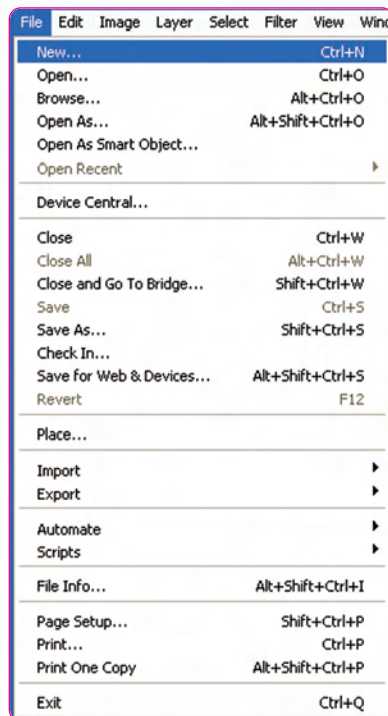 File Edit Image Layer Select Filter View Wind
New... Ctrl+N
Open... Ctrl+O
Browse... Alt+Ctrl+O
Open As... Alt+Shift+Ctrl+O
Open As Smart Object...
Open Recent
Device Central...
Close Ctrl+W
Close All Alt+Ctrl+W
Close and Go To Bridge... Shift+Ctrl+W
Save Ctrl+S
Save As... Shift+Ctrl+S
Check In...
Save for Web & Devices... Alt+Shift+Ctrl+S
Revert F12
Place...
Import
Export
Automate
Scripts
File Info... Alt+Shift+Ctrl+I
Page Setup... Shift+Ctrl+P
Print... Ctrl+P
Print One Copy Alt+Shift+Ctrl+P
Exit Ctrl+Q